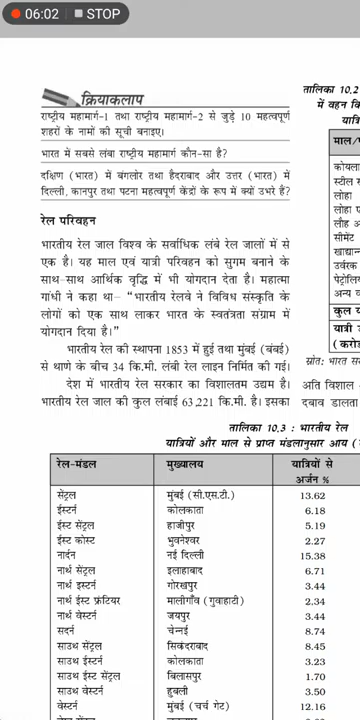 06:02 STOP
क्रियाकलाप
राष्ट्रीय महामार्ग-1 तथा राष्ट्रीय महामार्ग-2 से जुड़े 10 महत्वपूर्ण
शहरों के नामों की सूची बनाइए।
भारत में सबसे लंबा राष्ट्रीय महामार्ग कौन-सा है?
दक्षिण (भारत) में बंगलोर तथा हैदराबाद और उत्तर (भारत) में
दिल्ली, कानपुर तथा पटना महत्वपूर्ण केंद्रों के रूप में क्यों उभरे हैं?
रेल परिवहन
भारतीय रेल जाल विश्व के सर्वाधिक लंबे रेल जालों में से
एक है। यह माल एवं यात्री परिवहन को सुगम बनाने के
साथ-साथ आर्थिक वृद्धि में भी योगदान देता है। महात्मा
गांधी ने कहा था– “भारतीय रेलवे ने विविध संस्कृति के
लोगों को एक साथ लाकर भारत के स्वतंत्रता संग्राम में
योगदान दिया है।”
भारतीय रेल की स्थापना 1853 में हुई तथा मुंबई (बंबई)
से थाणे के बीच 34 कि.मी. लंबी रेल लाइन निर्मित की गई।
देश में भारतीय रेल सरकार का विशालतम उद्यम है।
भारतीय रेल जाल की कुल लंबाई 63,221 कि.मी. है। इसका
तालिका 10.2
में वहन कि
यात्रि
माल/
कोयला
स्टील
लोहा
लोहा ए
लौह अ
सीमेंट
खाद्यान्
उर्वरक
पेट्रोलि
अन्य व
कुल य
यात्री उ
(करोड
स्रोतः भारत सर
अति विशाल
दबाव डालता
तालिका 10.3 : भारतीय रेल
यात्रियों और माल से प्राप्त मंडलानुसार आय (
रेल-मंडल मुख्यालय यात्रियों से
अर्जन %
सेंट्रल मुंबई (सी.एस.टी.) 13.62
ईस्टर्न कोलकाता 6.18
ईस्ट सेंट्रल हाजीपुर 5.19
ईस्ट कोस्ट भुवनेश्वर 2.27
नार्दन नई दिल्ली 15.38
नार्थ सेंट्रल इलाहाबाद 6.71
नार्थ इस्टर्न गोरखपुर 3.44
नार्थ ईस्ट फ्रंटियर मालीगाँव (गुवाहाटी) 2.34
नार्थ वेस्टर्न जयपुर 3.44
सदर्न चेन्नई 8.74
साउथ सेंट्रल सिकंदराबाद 8.45
साउथ ईस्टर्न कोलकाता 3.23
साउथ ईस्ट सेंट्रल बिलासपुर 1.70
साउथ वेस्टर्न हुबली 3.50
वेस्टर्न मुंबई (चर्च गेट) 12.16